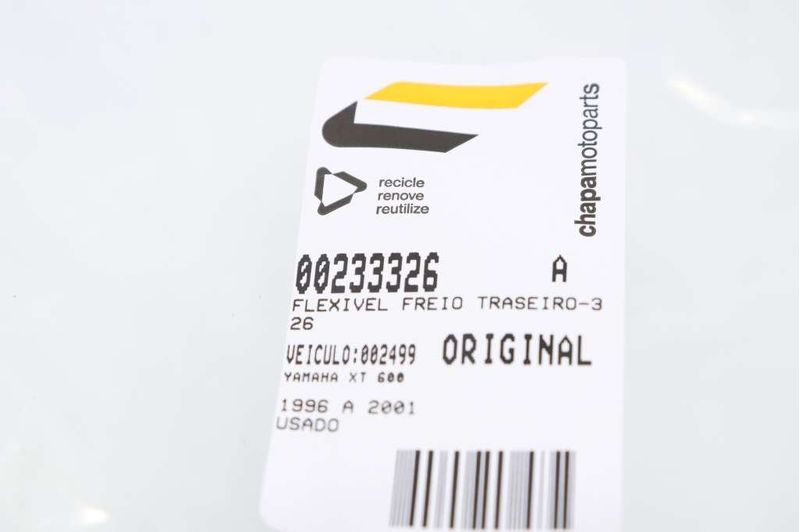 chapamotoparts
recicle
renove
reutilize
00233326 A
FLEXIVEL FREIO TRASEIRO-3
26
VEICULO:002499 ORIGINAL
YAMAHA XT 600
1996 A 2001
USADO